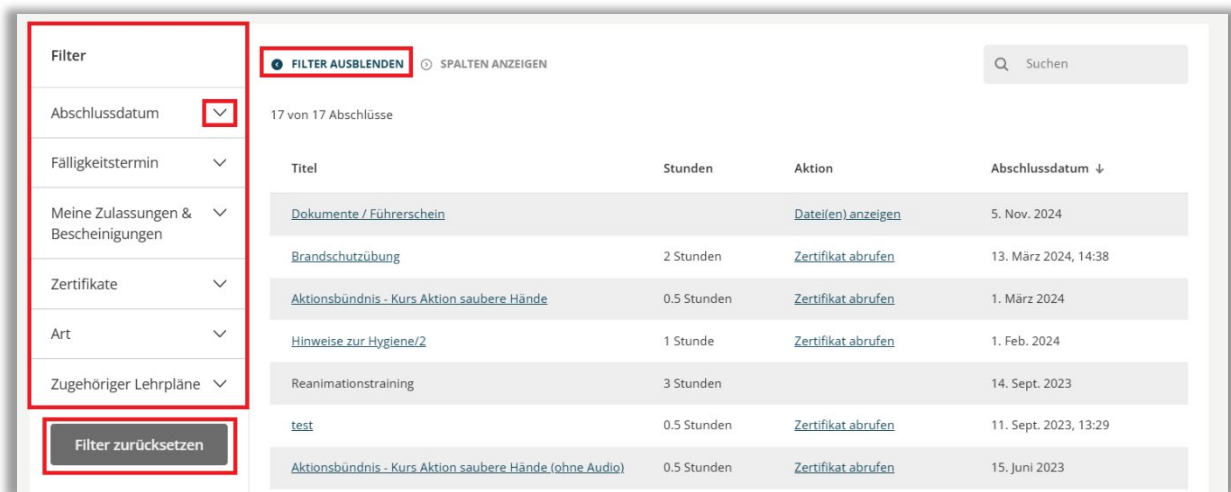 Filter
Abschlussdatum
Fälligkeitstermin
Meine Zulassungen &
Bescheinigungen
Zertifikate
Art
Zugehöriger Lehrpläne
Filter zurücksetzen
FILTER AUSBLENDEN SPALTEN ANZEIGEN Suchen
17 von 17 Abschlüsse
Titel Stunden Aktion Abschlussdatum ↓
Dokumente / Führerschein Datei(en) anzeigen 5. Nov. 2024
Brandschutzübung 2 Stunden Zertifikat abrufen 13. März 2024, 14:38
Aktionsbündnis - Kurs Aktion saubere Hände 0.5 Stunden Zertifikat abrufen 1. März 2024
Hinweise zur Hygiene/2 1 Stunde Zertifikat abrufen 1. Feb. 2024
Reanimationstraining 3 Stunden 14. Sept. 2023
test 0.5 Stunden Zertifikat abrufen 11. Sept. 2023, 13:29
Aktionsbündnis - Kurs Aktion saubere Hände (ohne Audio) 0.5 Stunden Zertifikat abrufen 15. Juni 2023